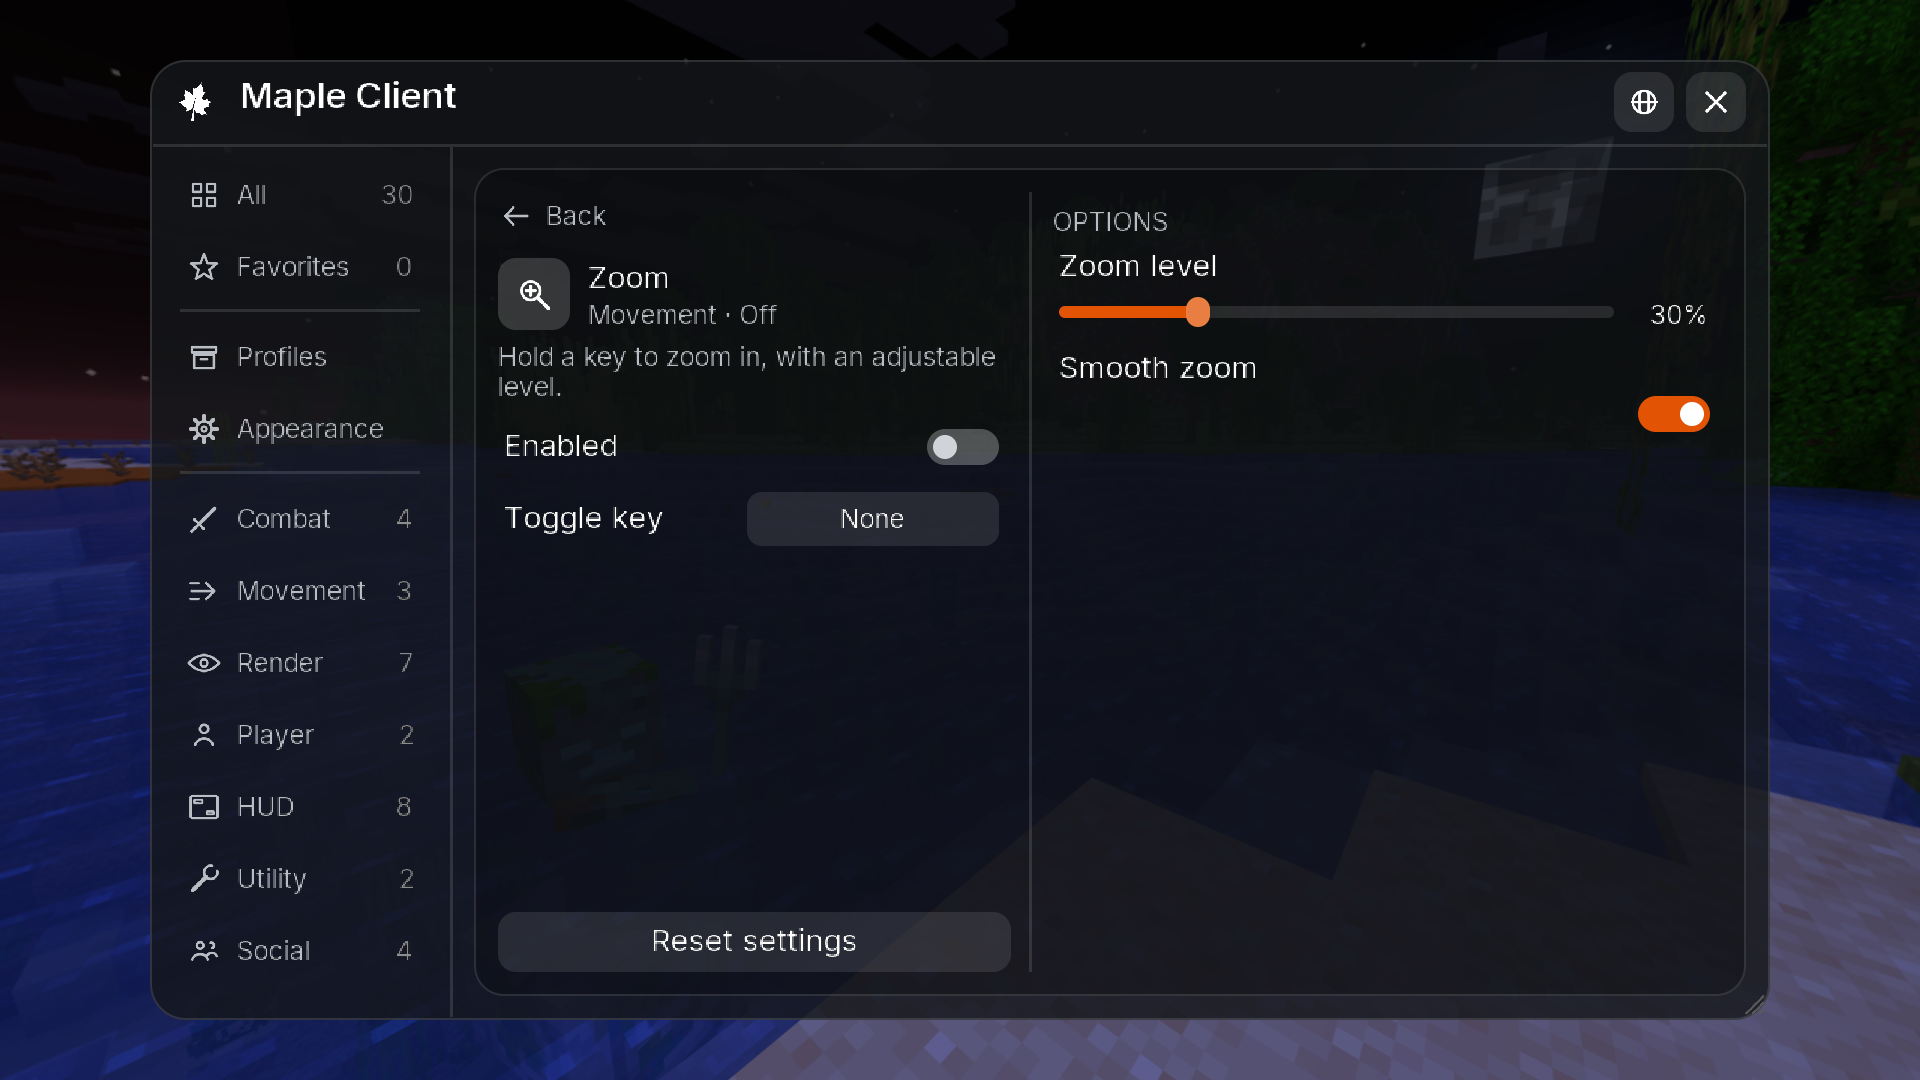 Maple Client
All 30
Favorites 0
Profiles
Appearance
Combat 4
Movement 3
Render 7
Player 2
HUD 8
Utility 2
Social 4
Back
Zoom
Movement · Off
Hold a key to zoom in, with an adjustable
level.
Enabled
Toggle key None
Reset settings
OPTIONS
Zoom level
30%
Smooth zoom